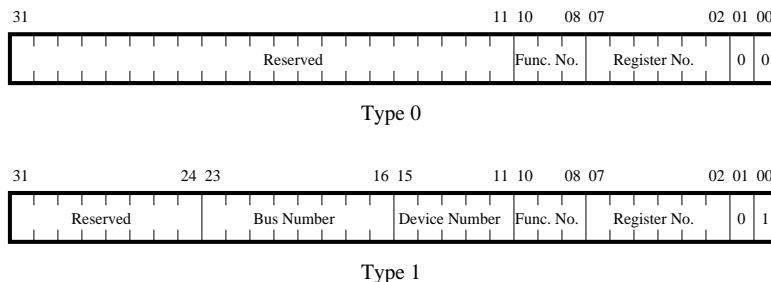 31 11 10 08 07 02 01 00
Reserved Func. No. Register No. 0 0
Type 0
31 24 23 16 15 11 10 08 07 02 01 00
Reserved Bus Number Device Number Func. No. Register No. 0 1
Type 1